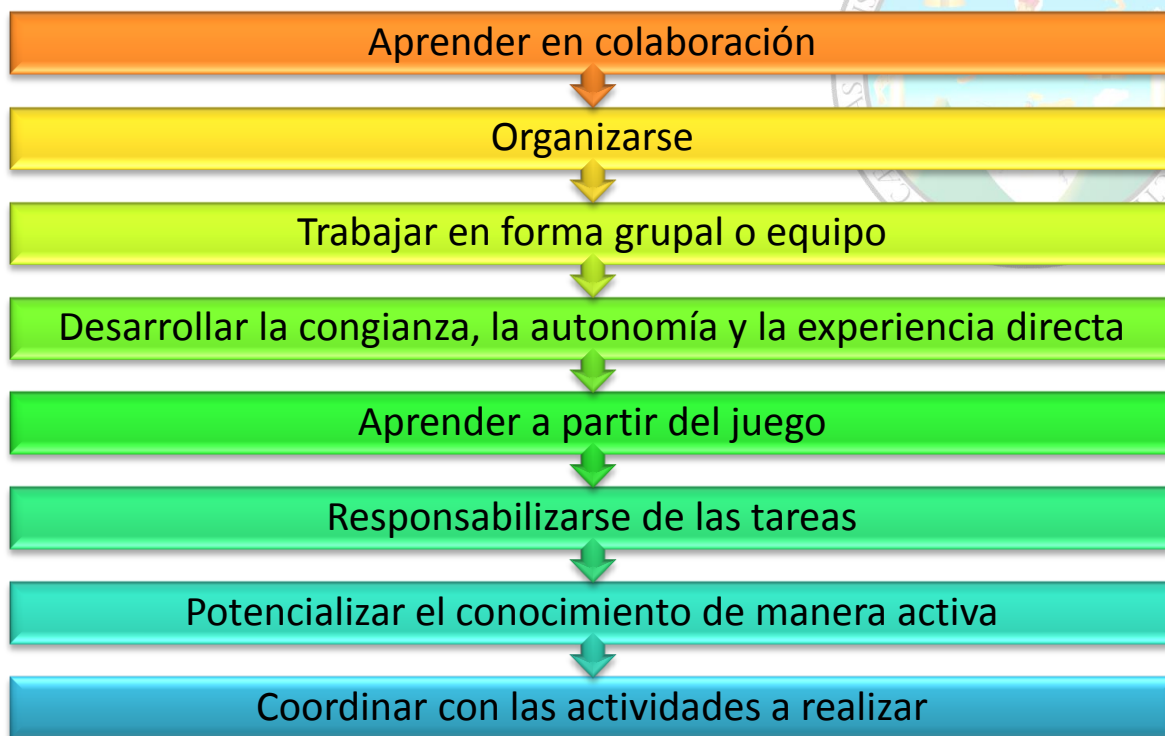 Aprender en colaboración
Organizarse
Trabajar en forma grupal o equipo
Desarrollar la congianza, la autonomía y la experiencia directa
Aprender a partir del juego
Responsabilizarse de las tareas
Potencializar el conocimiento de manera activa
Coordinar con las actividades a realizar